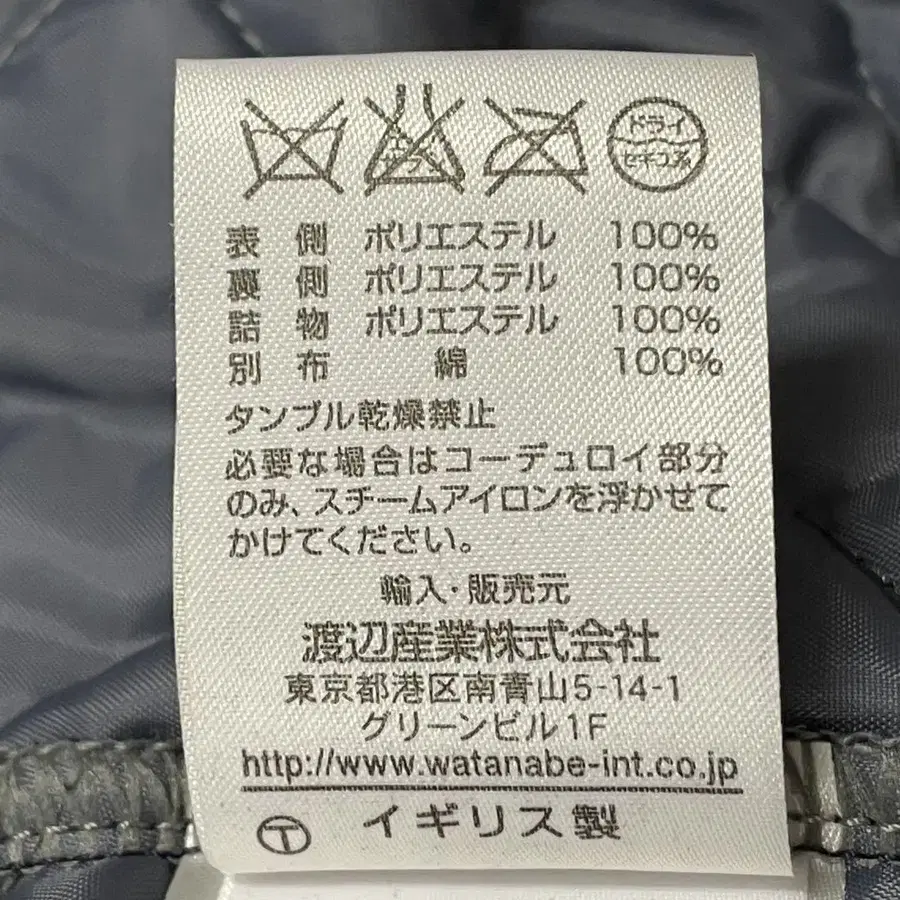 エンソ
サラシ
ドライ
セキユ系
表側 ポリエステル 100%
裏側 ポリエステル 100%
詰物 ポリエステル 100%
別布 綿 100%
タンブル乾燥禁止
必要な場合はコーデュロイ部分
のみ、スチームアイロンを浮かせて
かけてください。
輸入・販売元
渡辺産業株式会社
東京都港区南青山5-14-1
グリーンビル1F
http://www.watanabe-int.co.jp
Ⓣ イギリス製